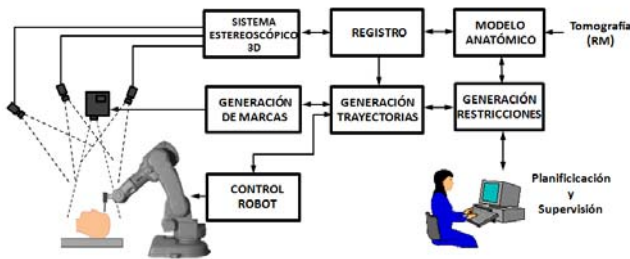 SISTEMA
ESTEREOSCÓPICO
3D
REGISTRO
MODELO
ANATÓMICO
Tomografía
(RM)
GENERACIÓN
DE MARCAS
GENERACIÓN
TRAYECTORIAS
GENERACIÓN
RESTRICCIONES
CONTROL
ROBOT
Planificicación
y
Supervisión